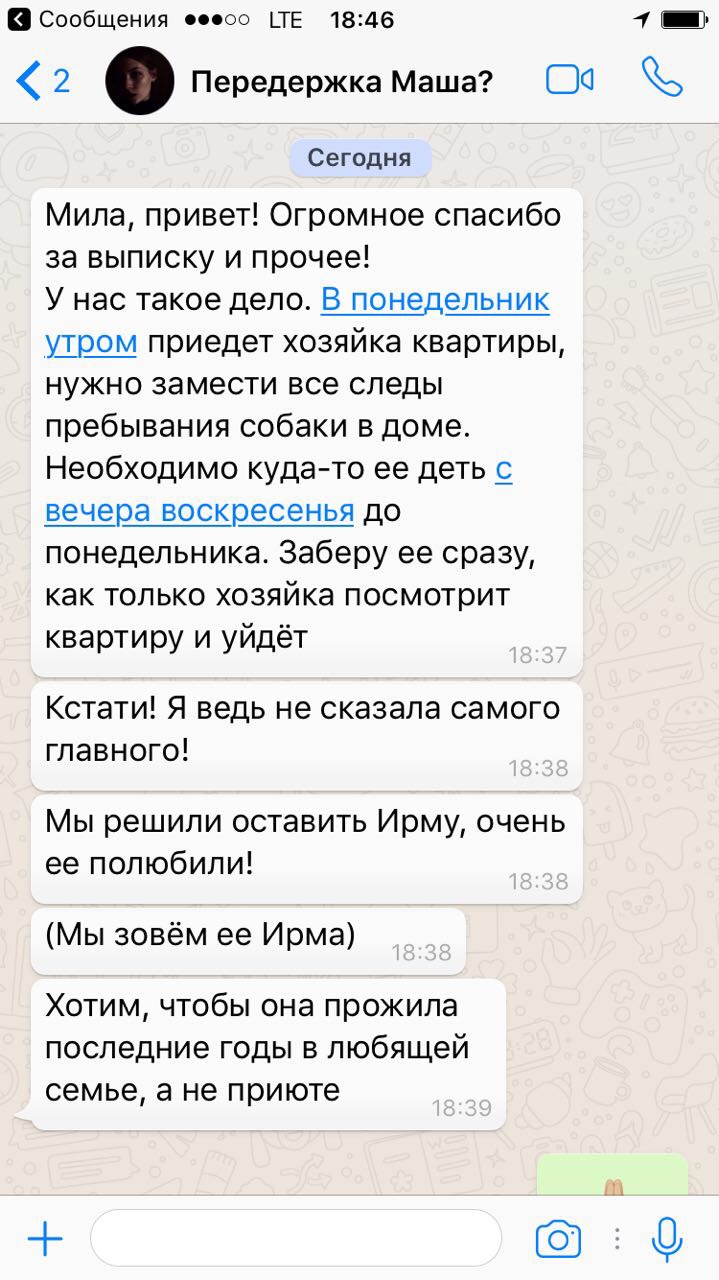 Сообщения LTE 18:46
2 Передержка Маша?
Сегодня
Мила, привет! Огромное спасибо
за выписку и прочее!
У нас такое дело. В понедельник
утром приедет хозяйка квартиры,
нужно замести все следы
пребывания собаки в доме.
Необходимо куда-то ее деть с
вечера воскресенья до
понедельника. Заберу ее сразу,
как только хозяйка посмотрит
квартиру и уйдёт
18:37
Кстати! Я ведь не сказала самого
главного!
18:38
Мы решили оставить Ирму, очень
ее полюбили!
18:38
(Мы зовём ее Ирма) 18:38
Хотим, чтобы она прожила
последние годы в любящей
семье, а не приюте
18:39